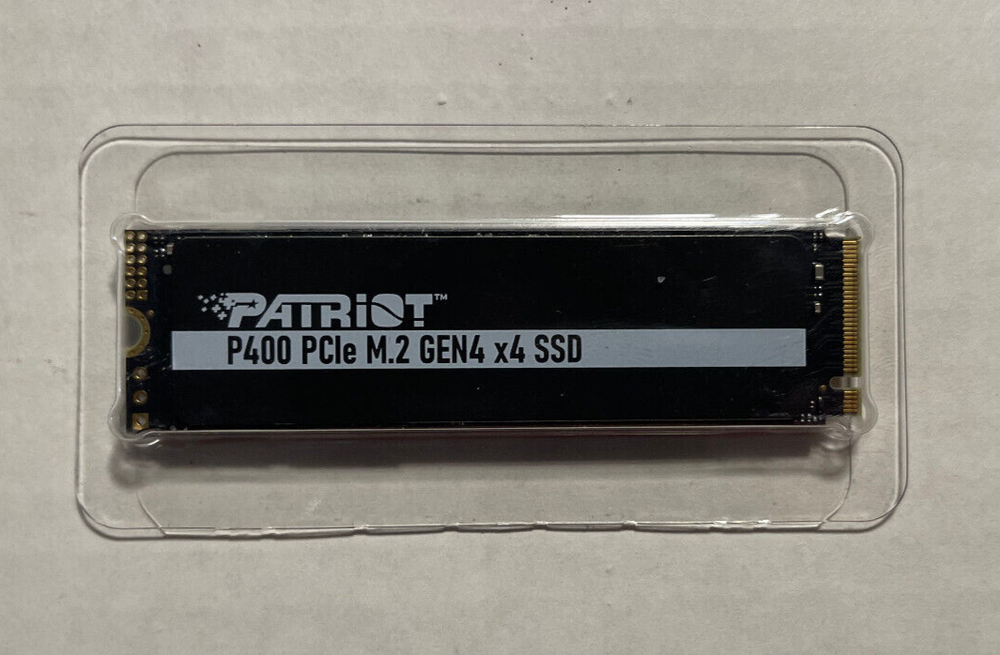 PATRiOT™
P400 PCIe M.2 GEN4 x4 SSD